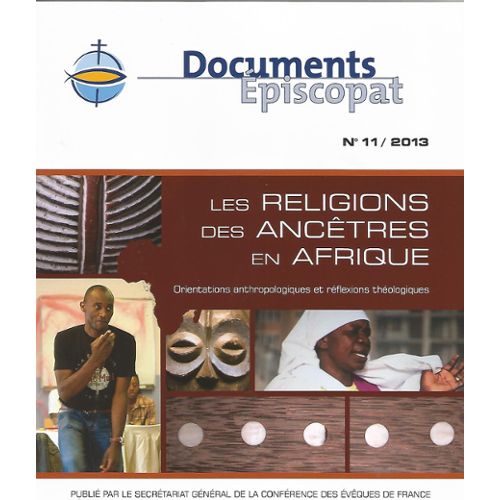 Documents
Épiscopat
N° 11 / 2013
LES RELIGIONS
DES ANCÊTRES
EN AFRIQUE
Orientations anthropologiques et réflexions théologiques
PUBLIÉ PAR LE SECRÉTARIAT GÉNÉRAL DE LA CONFÉRENCE DES ÉVÊQUES DE FRANCE